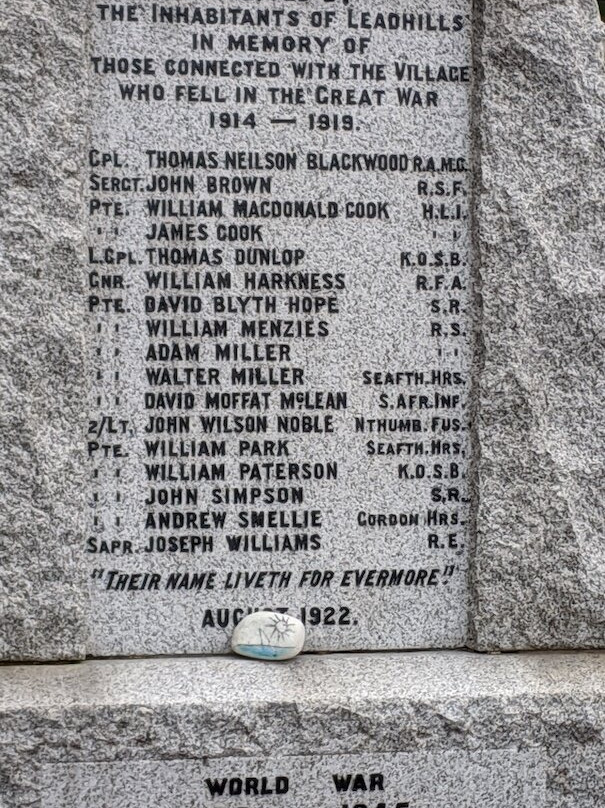 THE INHABITANTS OF LEADHILLS
IN MEMORY OF
THOSE CONNECTED WITH THE VILLAGE
WHO FELL IN THE GREAT WAR
1914 — 1919.
CPL. THOMAS NEILSON BLACKWOOD R.A.M.C.
SERGT. JOHN BROWN R.S.F.
PTE. WILLIAM MACDONALD COOK H.L.I.
" JAMES COOK "
L.CPL. THOMAS DUNLOP K.O.S.B.
GNR. WILLIAM HARKNESS R.F.A.
PTE. DAVID BLYTH HOPE S.R.
" WILLIAM MENZIES R.S.
" ADAM MILLER "
" WALTER MILLER SEAFTH.HRS.
" DAVID MOFFAT McLEAN S.AFR.INF.
2/LT. JOHN WILSON NOBLE NTHUMB.FUS.
PTE. WILLIAM PARK SEAFTH.HRS.
" WILLIAM PATERSON K.O.S.B.
" JOHN SIMPSON S.R.
" ANDREW SMELLIE GORDON HRS.
SAPR. JOSEPH WILLIAMS R.E.
"THEIR NAME LIVETH FOR EVERMORE."
1922.
WORLD WAR